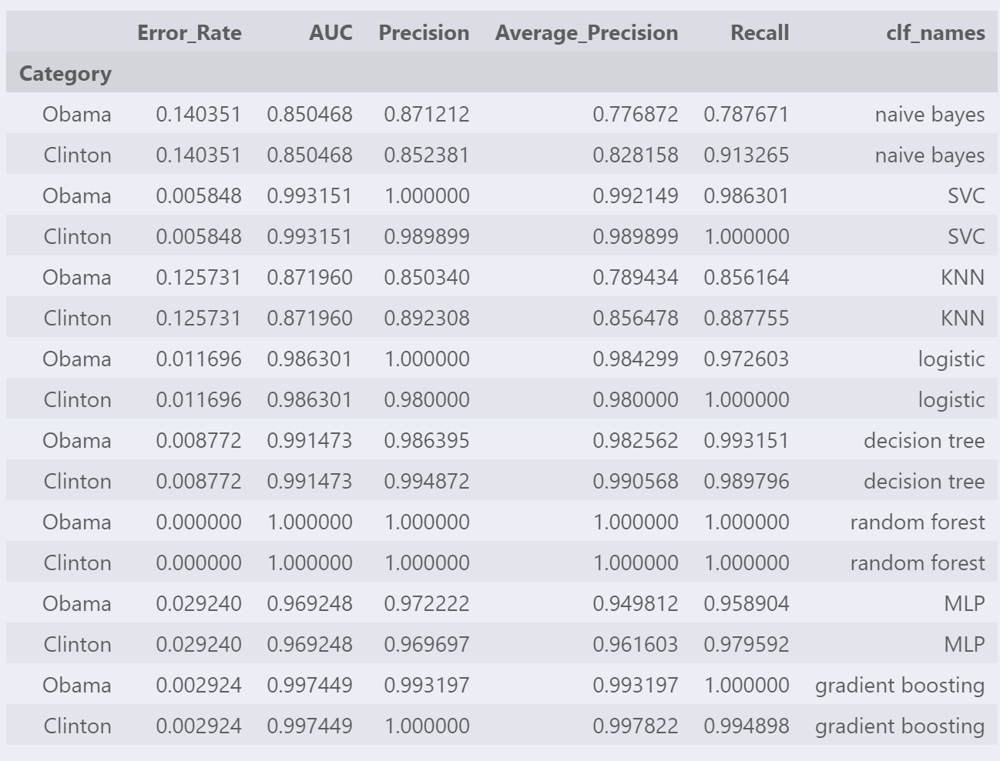 Error_Rate AUC Precision Average_Precision Recall clf_names
Category
Obama 0.140351 0.850468 0.871212 0.776872 0.787671 naive bayes
Clinton 0.140351 0.850468 0.852381 0.828158 0.913265 naive bayes
Obama 0.005848 0.993151 1.000000 0.992149 0.986301 SVC
Clinton 0.005848 0.993151 0.989899 0.989899 1.000000 SVC
Obama 0.125731 0.871960 0.850340 0.789434 0.856164 KNN
Clinton 0.125731 0.871960 0.892308 0.856478 0.887755 KNN
Obama 0.011696 0.986301 1.000000 0.984299 0.972603 logistic
Clinton 0.011696 0.986301 0.980000 0.980000 1.000000 logistic
Obama 0.008772 0.991473 0.986395 0.982562 0.993151 decision tree
Clinton 0.008772 0.991473 0.994872 0.990568 0.989796 decision tree
Obama 0.000000 1.000000 1.000000 1.000000 1.000000 random forest
Clinton 0.000000 1.000000 1.000000 1.000000 1.000000 random forest
Obama 0.029240 0.969248 0.972222 0.949812 0.958904 MLP
Clinton 0.029240 0.969248 0.969697 0.961603 0.979592 MLP
Obama 0.002924 0.997449 0.993197 0.993197 1.000000 gradient boosting
Clinton 0.002924 0.997449 1.000000 0.997822 0.994898 gradient boosting